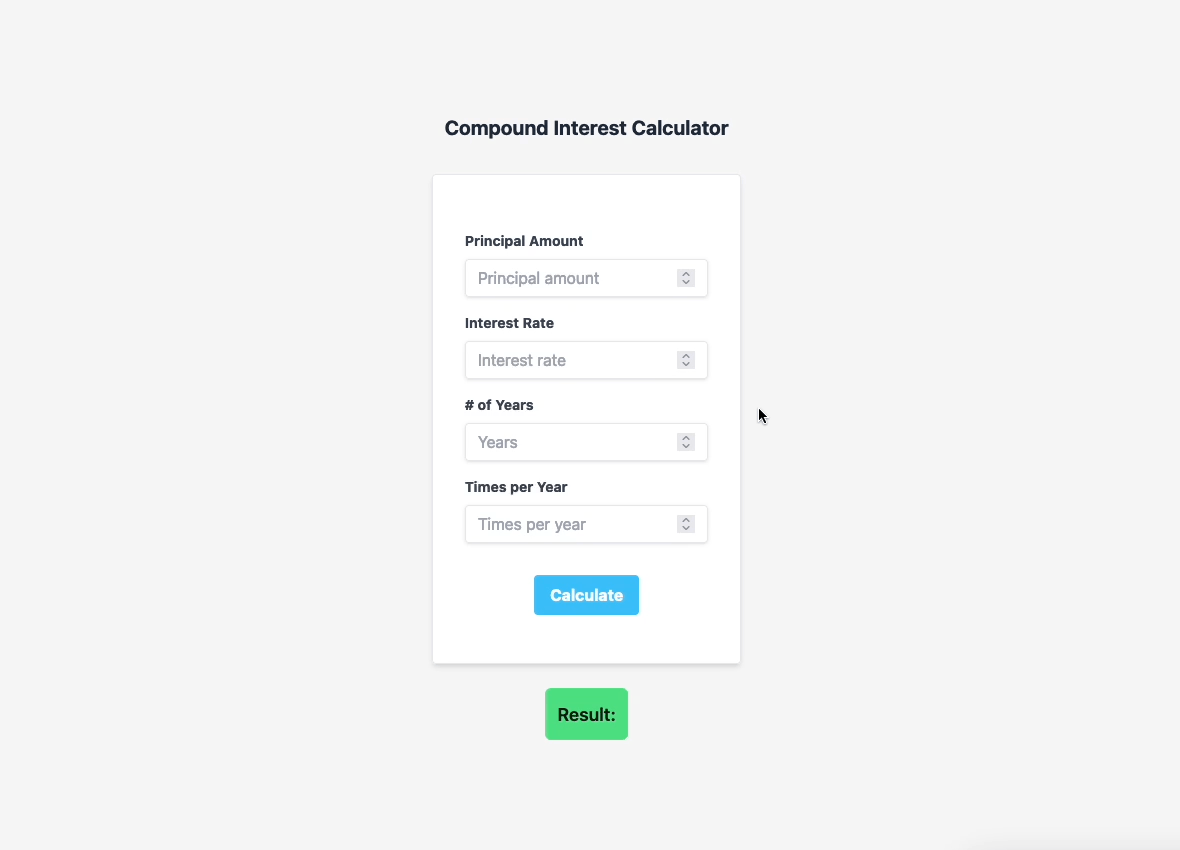 Compound Interest Calculator
Principal Amount
Principal amount
Interest Rate
Interest rate
# of Years
Years
Times per Year
Times per year
Calculate
Result: